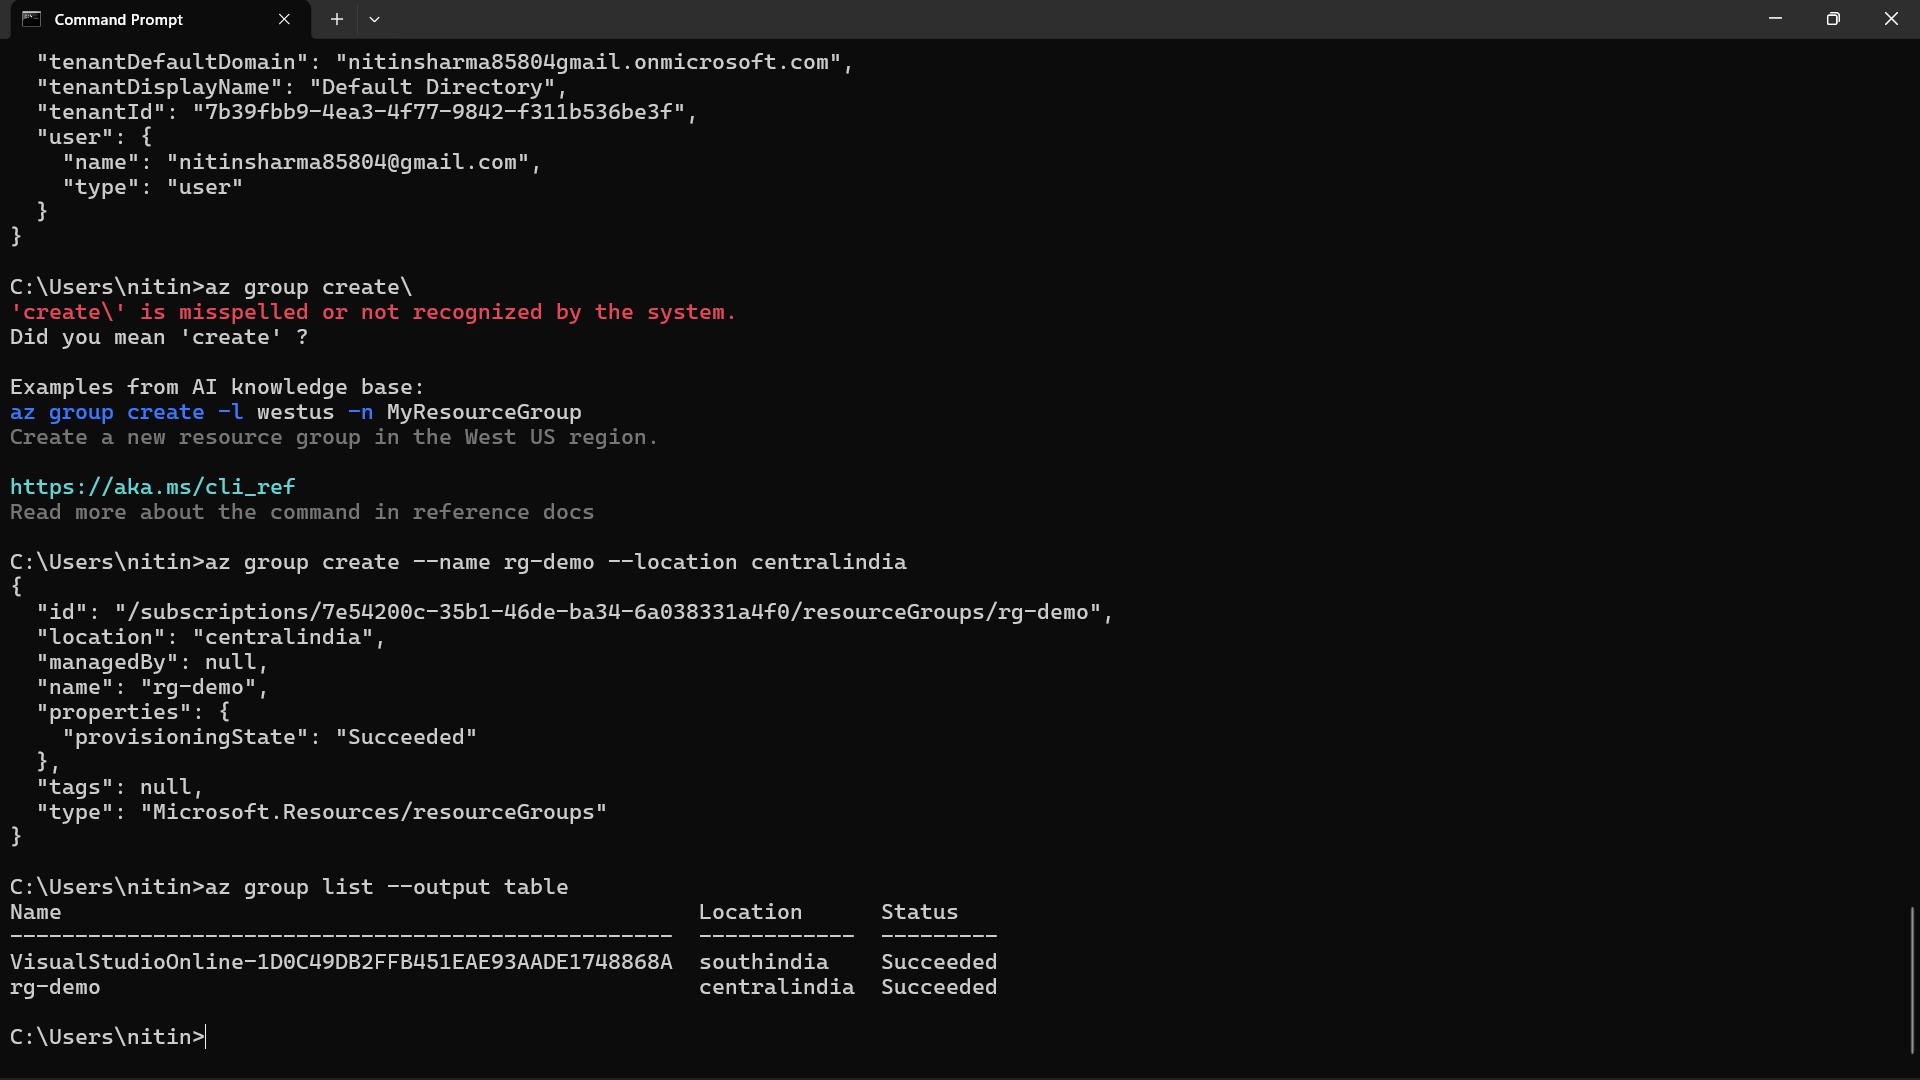 Command Prompt
  "tenantDefaultDomain": "nitinsharma85804gmail.onmicrosoft.com",
  "tenantDisplayName": "Default Directory",
  "tenantId": "7b39fbb9-4ea3-4f77-9842-f311b536be3f",
  "user": {
    "name": "nitinsharma85804@gmail.com",
    "type": "user"
  }
}
C:\Users\nitin>az group create\
'create\' is misspelled or not recognized by the system.
Did you mean 'create' ?
Examples from AI knowledge base:
az group create -l westus -n MyResourceGroup
Create a new resource group in the West US region.
https://aka.ms/cli_ref
Read more about the command in reference docs
C:\Users\nitin>az group create --name rg-demo --location centralindia
{
  "id": "/subscriptions/7e54200c-35b1-46de-ba34-6a038331a4f0/resourceGroups/rg-demo",
  "location": "centralindia",
  "managedBy": null,
  "name": "rg-demo",
  "properties": {
    "provisioningState": "Succeeded"
  },
  "tags": null,
  "type": "Microsoft.Resources/resourceGroups"
}
C:\Users\nitin>az group list --output table
Name                                                 Location      Status
---------------------------------------------------  ------------  ---------
VisualStudioOnline-1D0C49DB2FFB451EAE93AADE1748868A  southindia    Succeeded
rg-demo                                              centralindia  Succeeded
C:\Users\nitin>